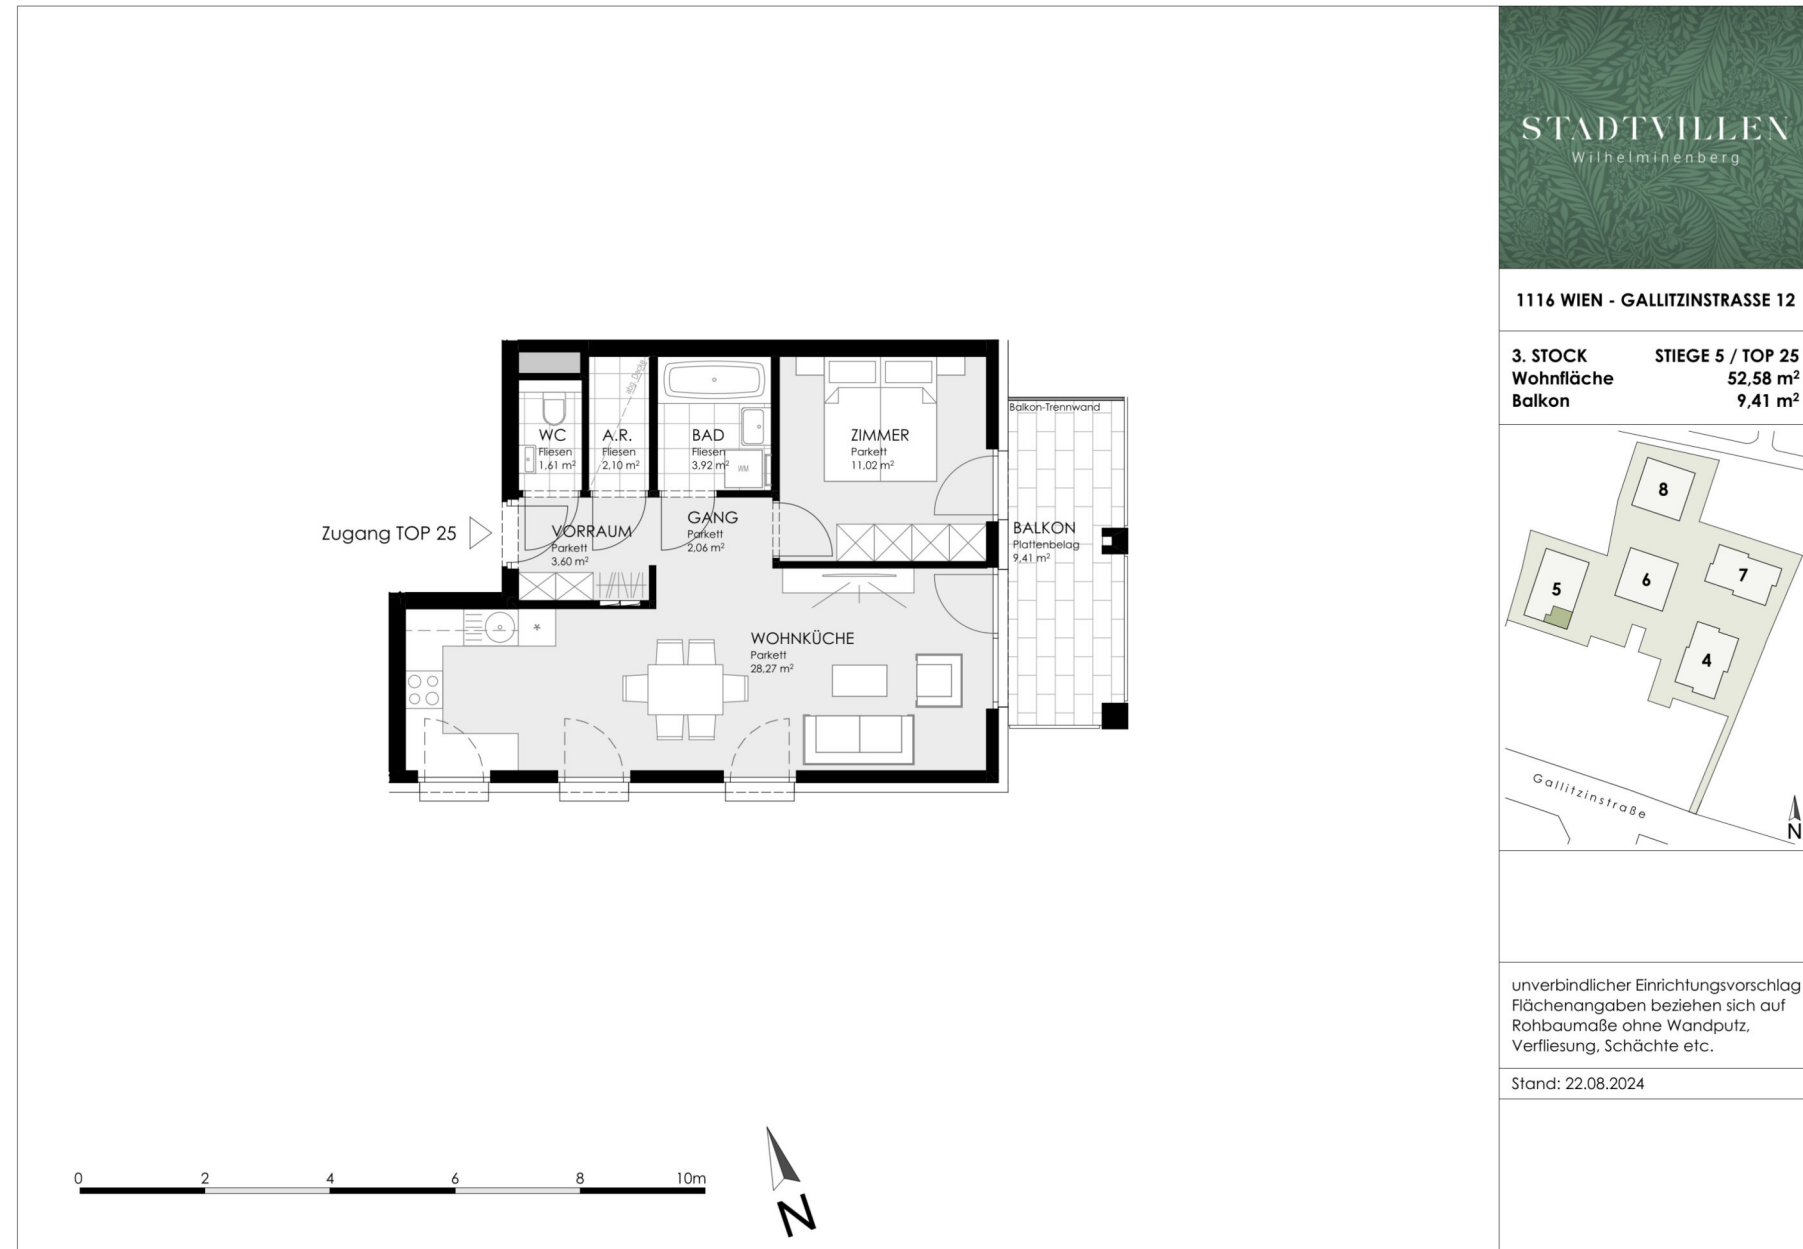 STADTVILLEN
Wilhelminenberg
1116 WIEN - GALLITZINSTRASSE 12
3. STOCK STIEGE 5 / TOP 25
Wohnfläche 52,58 m²
Balkon 9,41 m²
8
5
6
7
4
Gallitzinstraße
N
unverbindlicher Einrichtungsvorschlag
Flächenangaben beziehen sich auf
Rohbaumaße ohne Wandputz,
Verfliesung, Schächte etc.
Stand: 22.08.2024
Zugang TOP 25
WC
Fliesen
1,61 m²
A.R.
Fliesen
2,10 m²
abg. Decke
BAD
Fliesen
3,92 m²
WM
ZIMMER
Parkett
11,02 m²
Balkon-Trennwand
VORRAUM
Parkett
3,60 m²
GANG
Parkett
2,06 m²
BALKON
Plattenbelag
9,41 m²
*
WOHNKÜCHE
Parkett
28,27 m²
0 2 4 6 8 10m
N